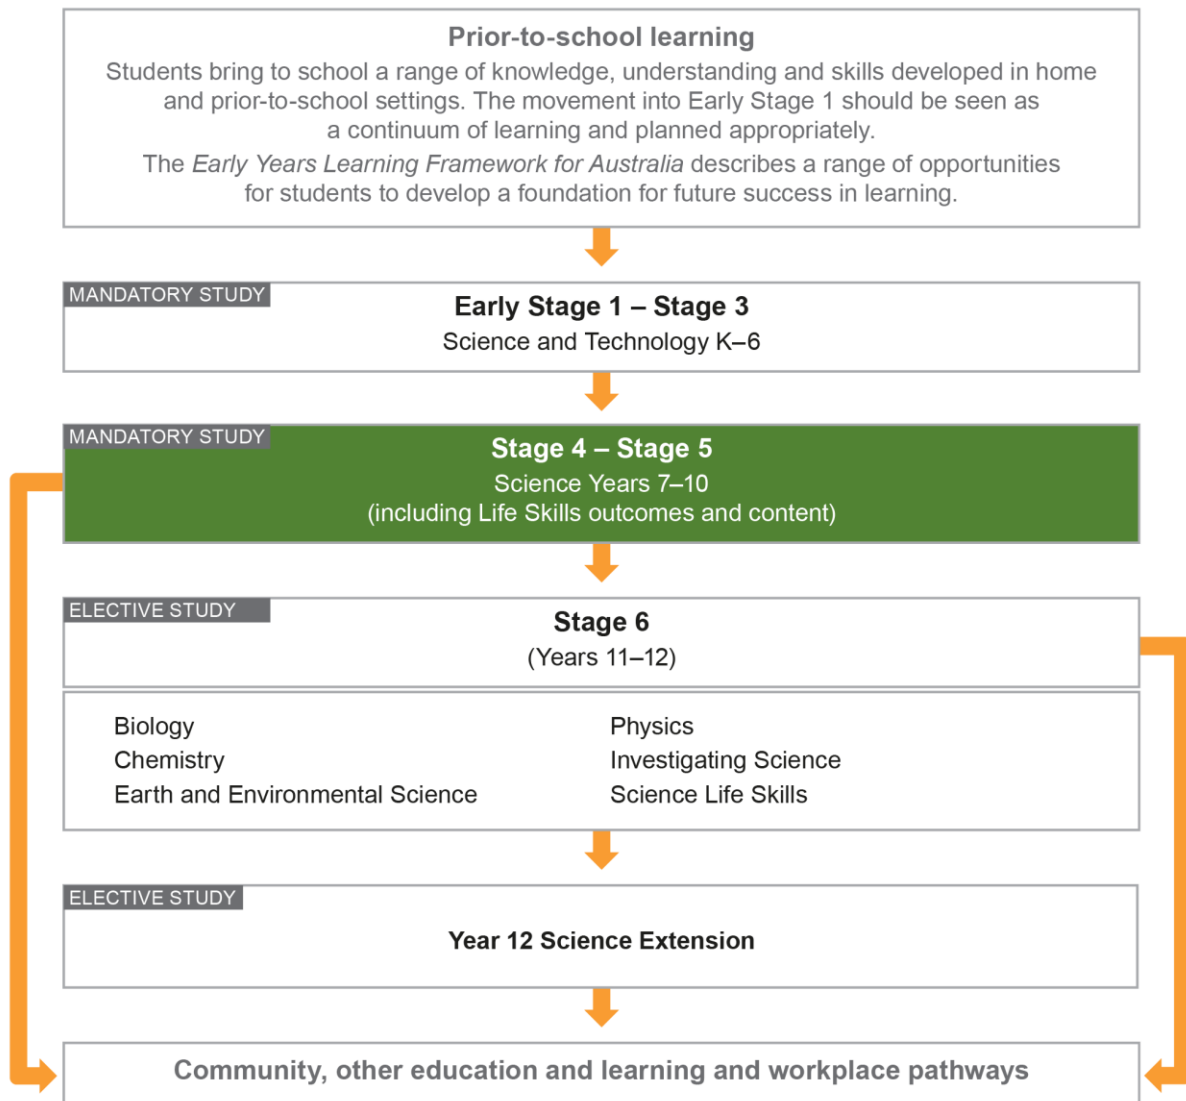 Prior-to-school learning
Students bring to school a range of knowledge, understanding and skills developed in home
and prior-to-school settings. The movement into Early Stage 1 should be seen as
a continuum of learning and planned appropriately.
The Early Years Learning Framework for Australia describes a range of opportunities
for students to develop a foundation for future success in learning.
MANDATORY STUDY
Early Stage 1 – Stage 3
Science and Technology K–6
MANDATORY STUDY
Stage 4 – Stage 5
Science Years 7–10
(including Life Skills outcomes and content)
ELECTIVE STUDY
Stage 6
(Years 11–12)
Biology
Chemistry
Earth and Environmental Science
Physics
Investigating Science
Science Life Skills
ELECTIVE STUDY
Year 12 Science Extension
Community, other education and learning and workplace pathways